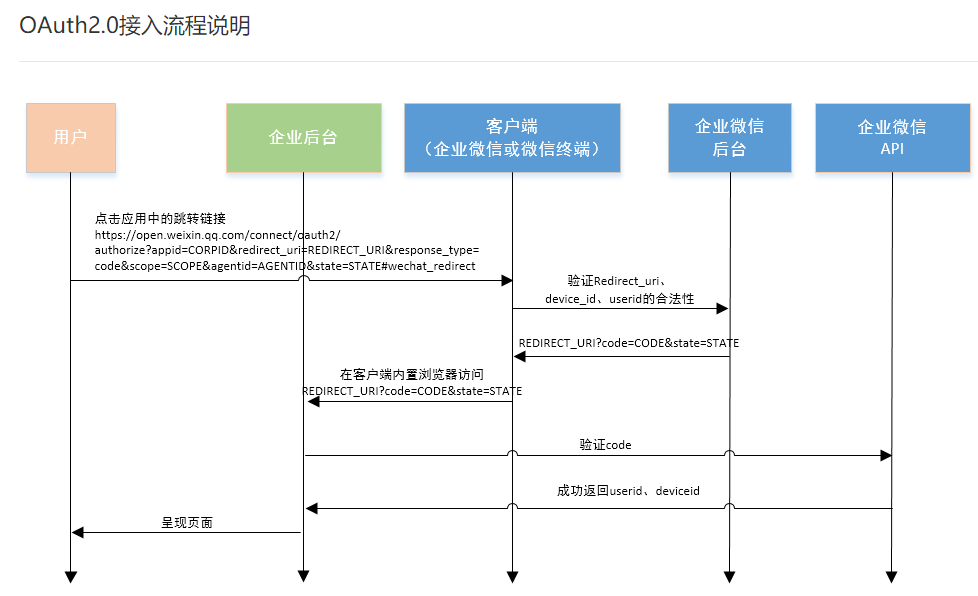 OAuth2.0接入流程说明
用户
企业后台
客户端
（企业微信或微信终端）
企业微信
后台
企业微信
API
点击应用中的跳转链接
https://open.weixin.qq.com/connect/oauth2/
authorize?appid=CORPID&redirect_uri=REDIRECT_URI&response_type=
code&scope=SCOPE&agentid=AGENTID&state=STATE#wechat_redirect
验证Redirect_uri、
device_id、userid的合法性
REDIRECT_URI?code=CODE&state=STATE
在客户端内置浏览器访问
REDIRECT_URI?code=CODE&state=STATE
验证code
成功返回userid、deviceid
呈现页面